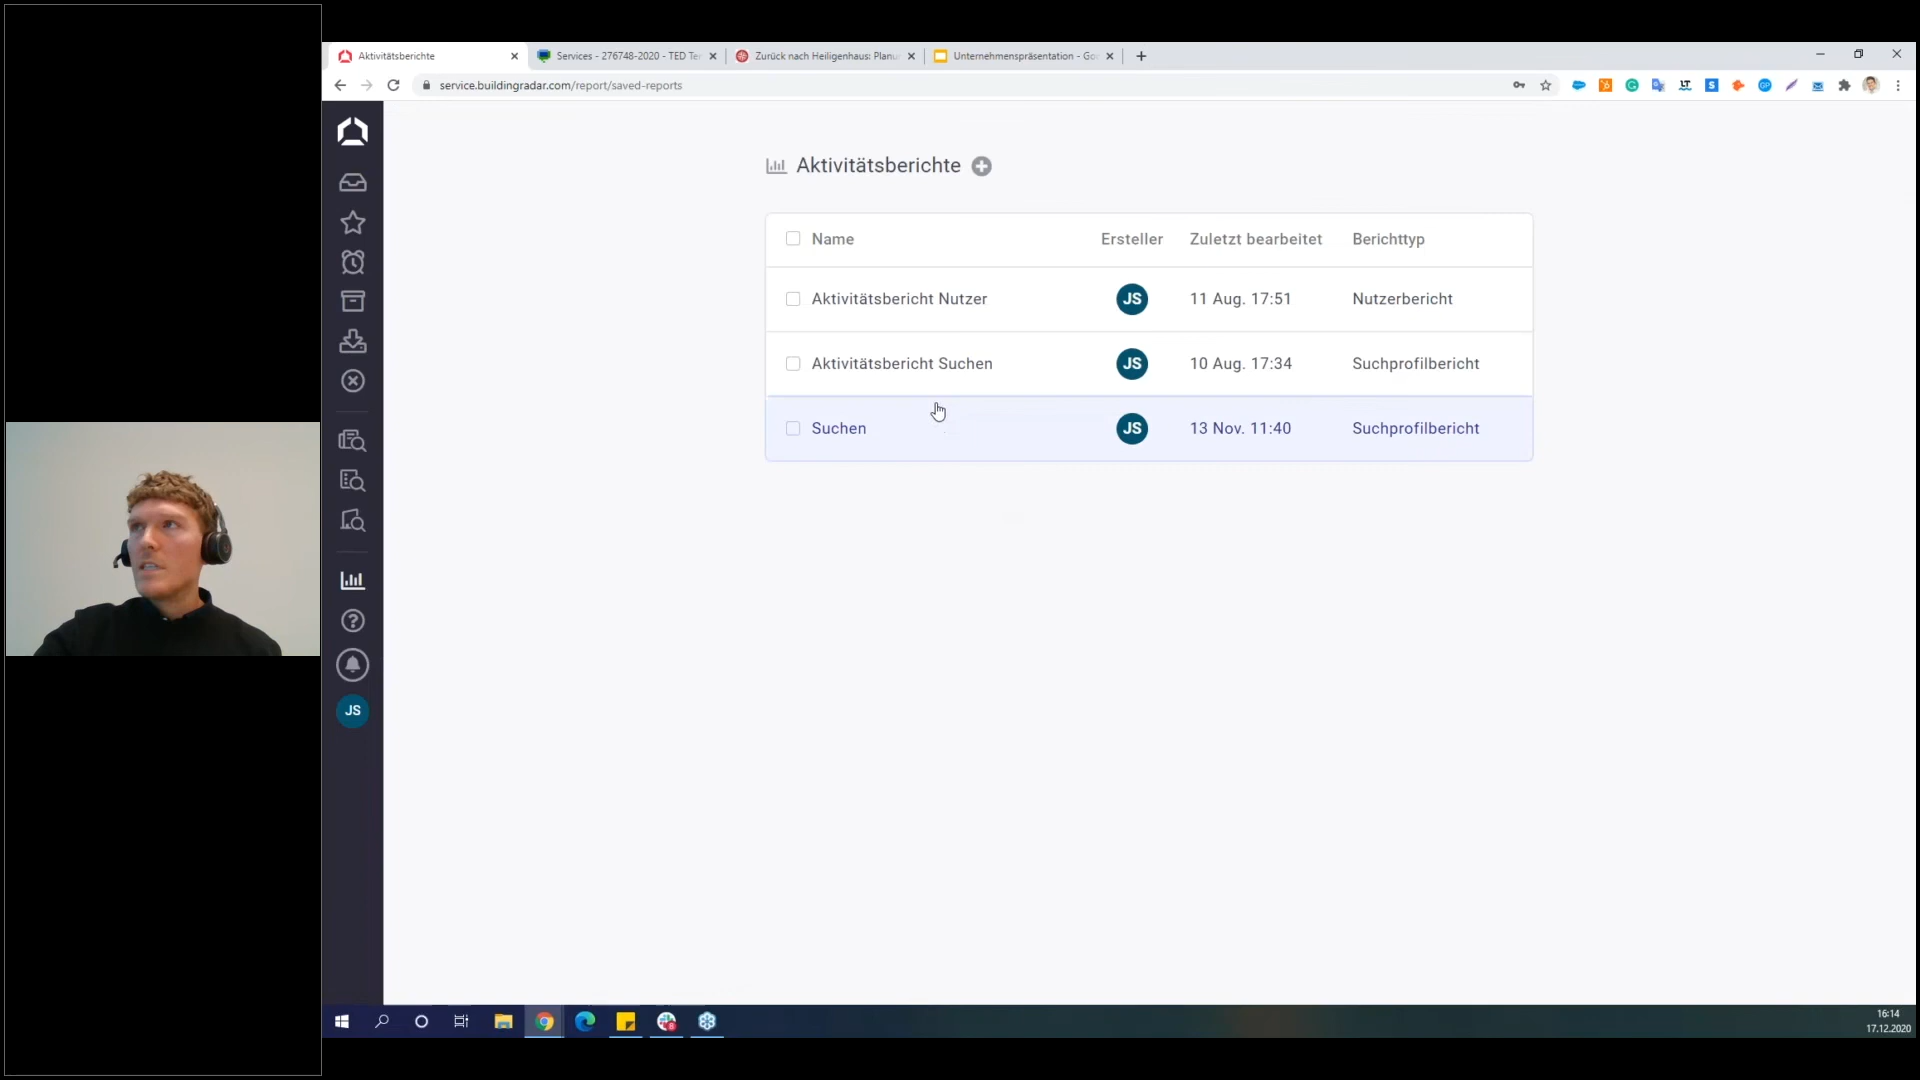 Aktivitätsberichte
Services - 276748-2020 - TED Te
Zurück nach Heiligenhaus: Planu
Unternehmenspräsentation - Goo
service.buildingradar.com/report/saved-reports
Aktivitätsberichte
Name Ersteller Zuletzt bearbeitet Berichttyp
Aktivitätsbericht Nutzer JS 11 Aug. 17:51 Nutzerbericht
Aktivitätsbericht Suchen JS 10 Aug. 17:34 Suchprofilbericht
Suchen JS 13 Nov. 11:40 Suchprofilbericht
JS
16:14
17.12.2020